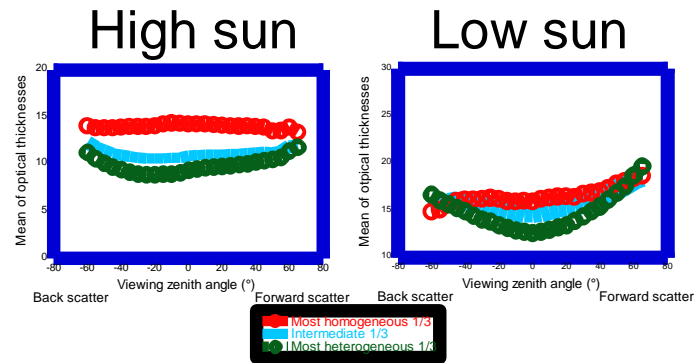 High sun
Low sun
20
15
10
5
0
Mean of optical thicknesses
-80 -60 -40 -20 0 20 40 60 80
Viewing zenith angle (°)
Back scatter
Forward scatter
30
25
20
15
10
Mean of otpical thicknesses
-80 -60 -40 -20 0 20 40 60 80
Viewing zenith angle (°)
Back scatter
Forward scatter
Most homogeneous 1/3
Intermediate 1/3
Most heterogeneous 1/3